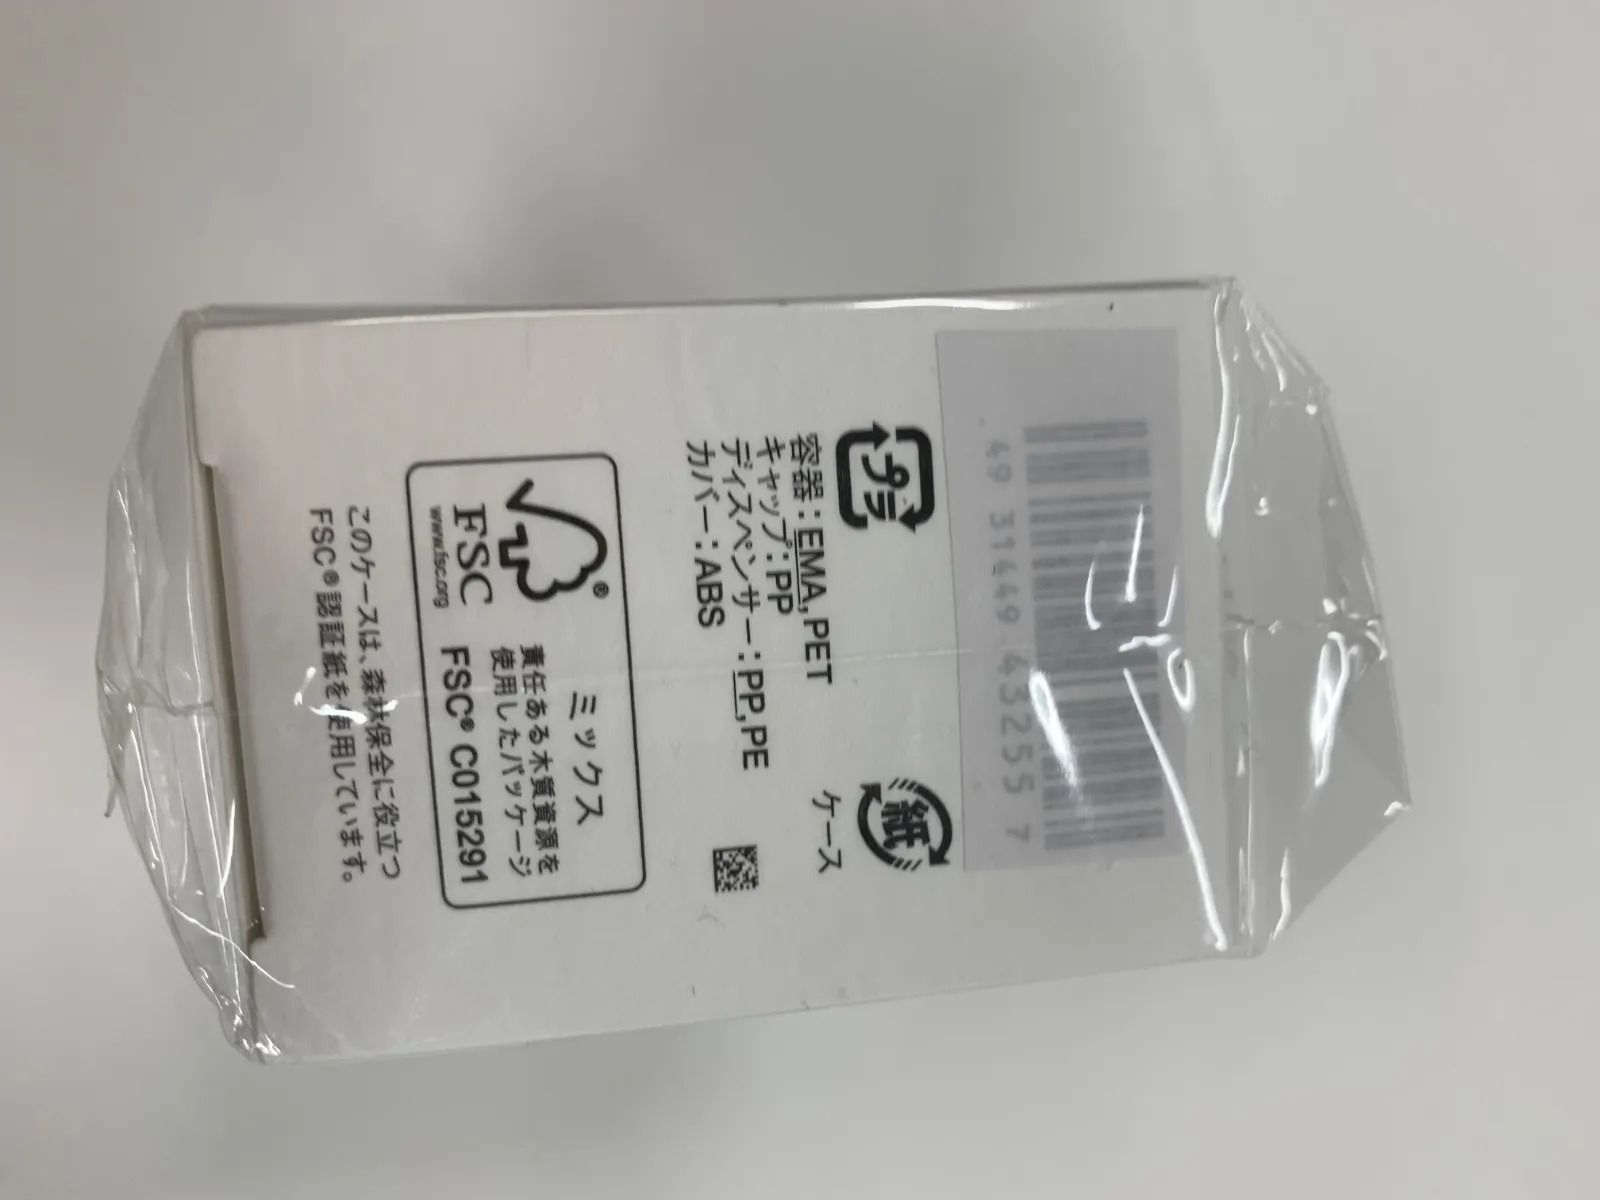 49 31449 43255 7
プラ
容器：EMA,PET
キャップ：PP
ディスペンサー：PP,PE
カバー：ABS
紙
ケース
®
FSC
www.fsc.org
ミックス
責任ある木質資源を
使用したパッケージ
FSC® C015291
このケースは、森林保全に役立つ
FSC®認証紙を使用しています。